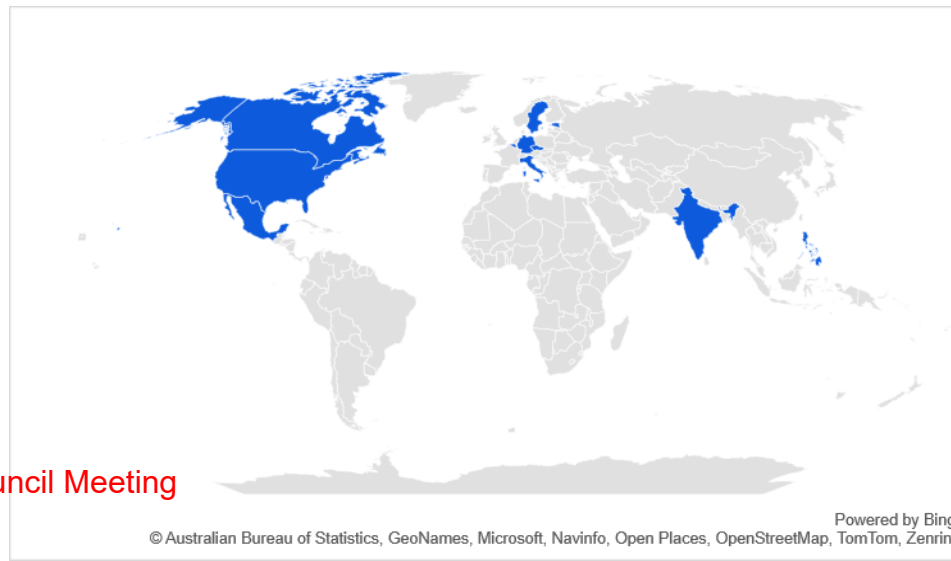 uncil Meeting
Powered by Bing
© Australian Bureau of Statistics, GeoNames, Microsoft, Navinfo, Open Places, OpenStreetMap, TomTom, Zenrin